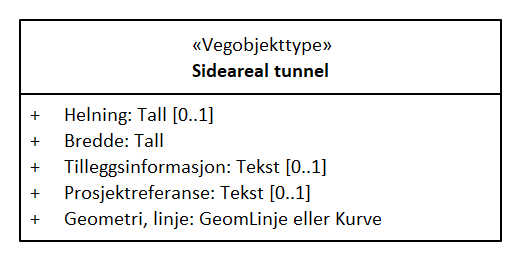 «Vegobjekttype»
Sideareal tunnel
+ Helning: Tall [0..1]
+ Bredde: Tall
+ Tilleggsinformasjon: Tekst [0..1]
+ Prosjektreferanse: Tekst [0..1]
+ Geometri, linje: GeomLinje eller Kurve